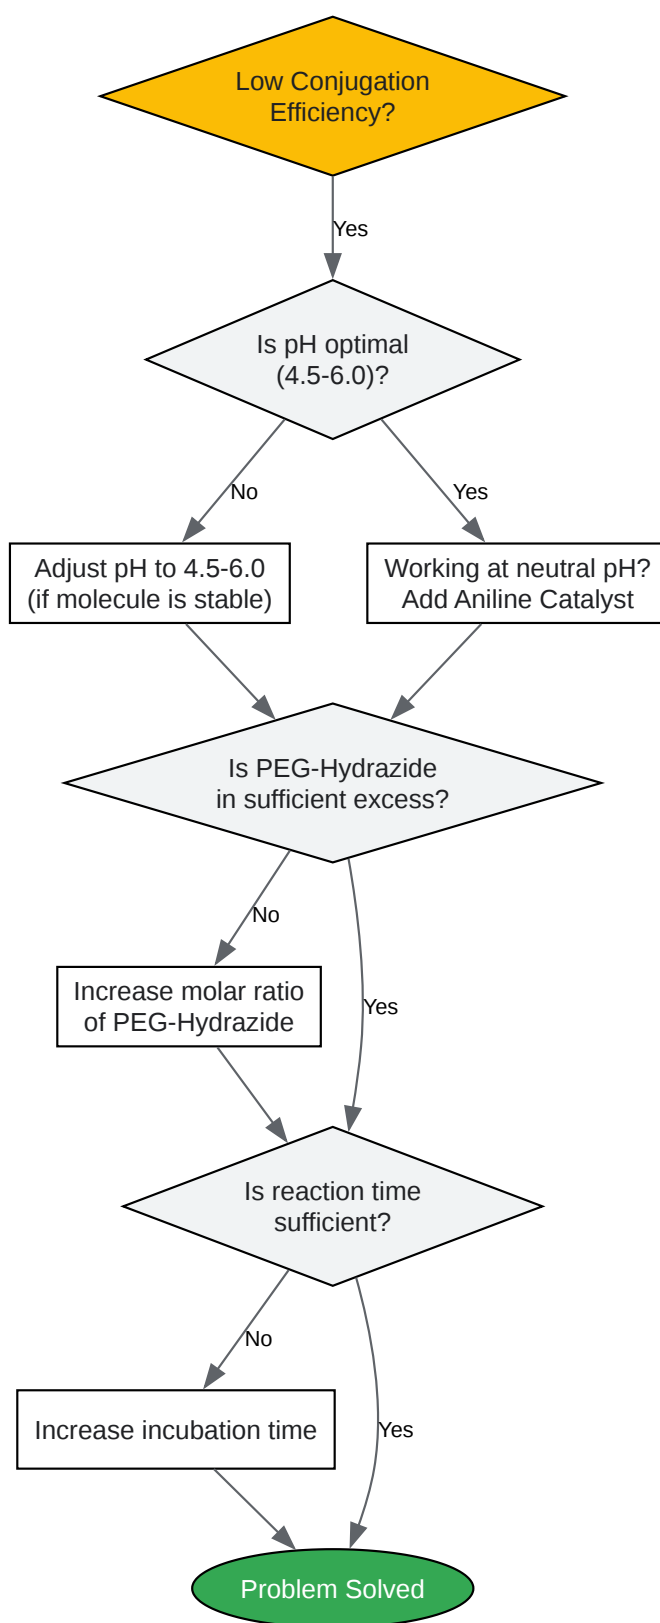 Low Conjugation
Efficiency?
Yes
Is pH optimal
(4.5-6.0)?
No
Yes
Adjust pH to 4.5-6.0
(if molecule is stable)
Working at neutral pH?
Add Aniline Catalyst
Is PEG-Hydrazide
in sufficient excess?
No
Increase molar ratio
of PEG-Hydrazide
Yes
Is reaction time
sufficient?
No
Increase incubation time
Yes
Problem Solved